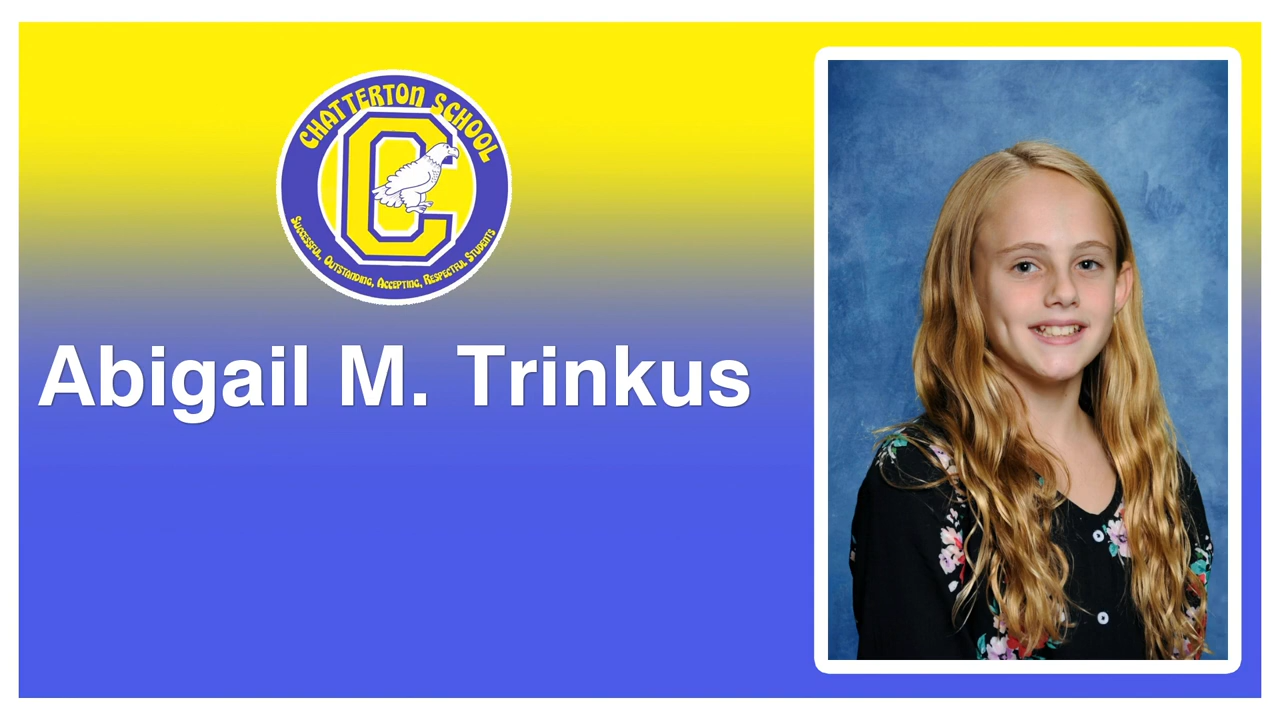 CHATTERTON SCHOOL
C
SUCCESSFUL, OUTSTANDING, ACCEPTING, RESPECTFUL STUDENTS
Abigail M. Trinkus